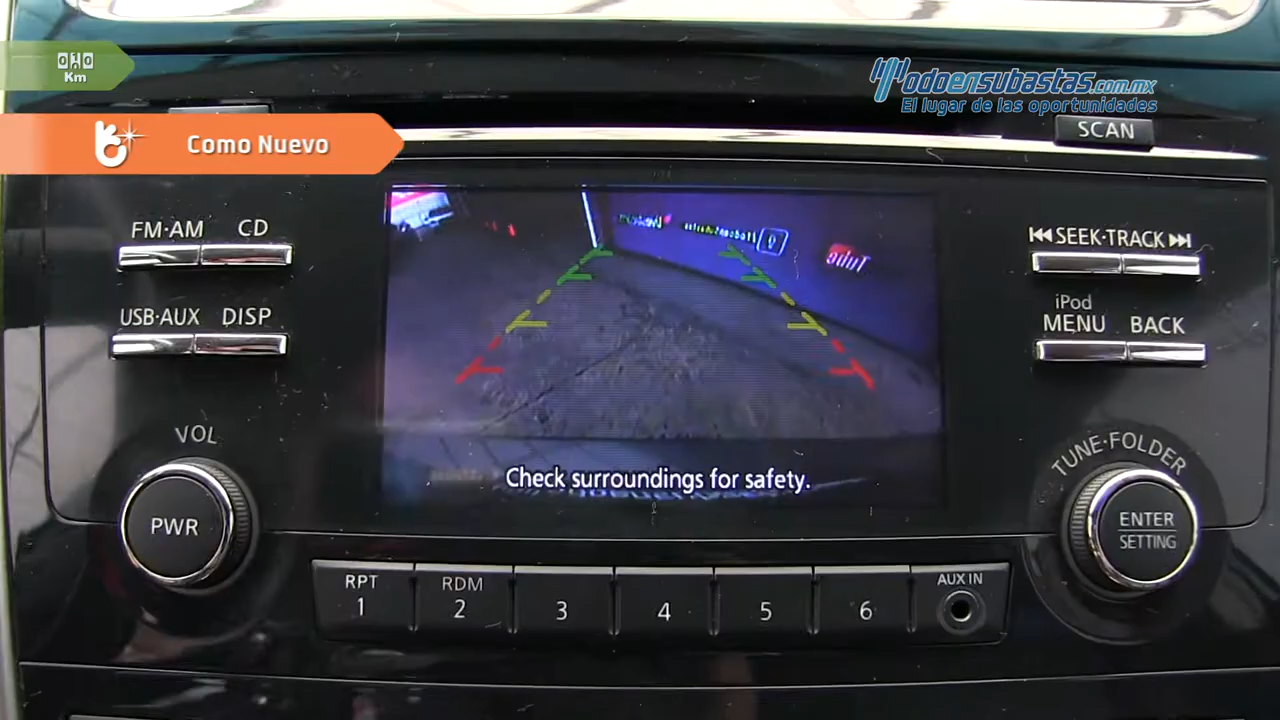 Km
Todoensubastas.com.mx
El lugar de las oportunidades
Como Nuevo
SCAN
FM·AM CD
SEEK·TRACK
USB·AUX DISP
iPod
MENU BACK
VOL
TUNE·FOLDER
PWR
Check surroundings for safety.
ENTER
SETTING
RPT
1
RDM
2
3
4
5
6
AUX IN